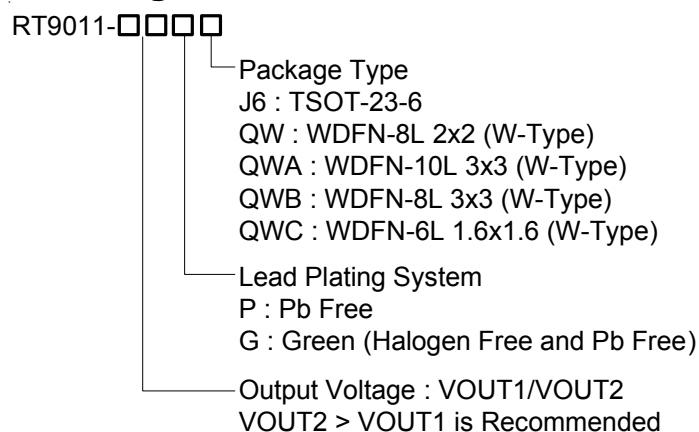 RT9011-□□□□
Package Type
J6 : TSOT-23-6
QW : WDFN-8L 2x2 (W-Type)
QWA : WDFN-10L 3x3 (W-Type)
QWB : WDFN-8L 3x3 (W-Type)
QWC : WDFN-6L 1.6x1.6 (W-Type)
Lead Plating System
P : Pb Free
G : Green (Halogen Free and Pb Free)
Output Voltage : VOUT1/VOUT2
VOUT2 > VOUT1 is Recommended